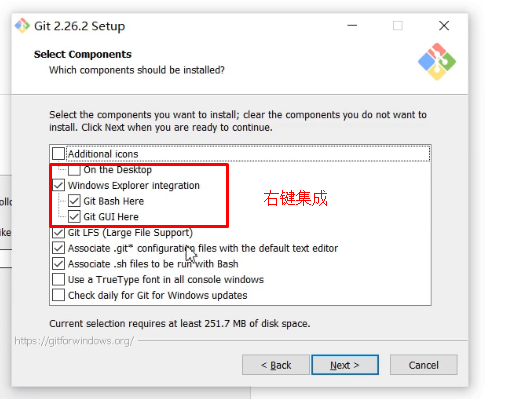 Git 2.26.2 Setup
Select Components
Which components should be installed?
Select the components you want to install; clear the components you do not want to
install. Click Next when you are ready to continue.
Additional icons
On the Desktop
Windows Explorer integration
Git Bash Here
Git GUI Here
右键集成
Git LFS (Large File Support)
Associate .git* configuration files with the default text editor
Associate .sh files to be run with Bash
Use a TrueType font in all console windows
Check daily for Git for Windows updates
Current selection requires at least 251.7 MB of disk space.
https://gitforwindows.org/
< Back
Next >
Cancel